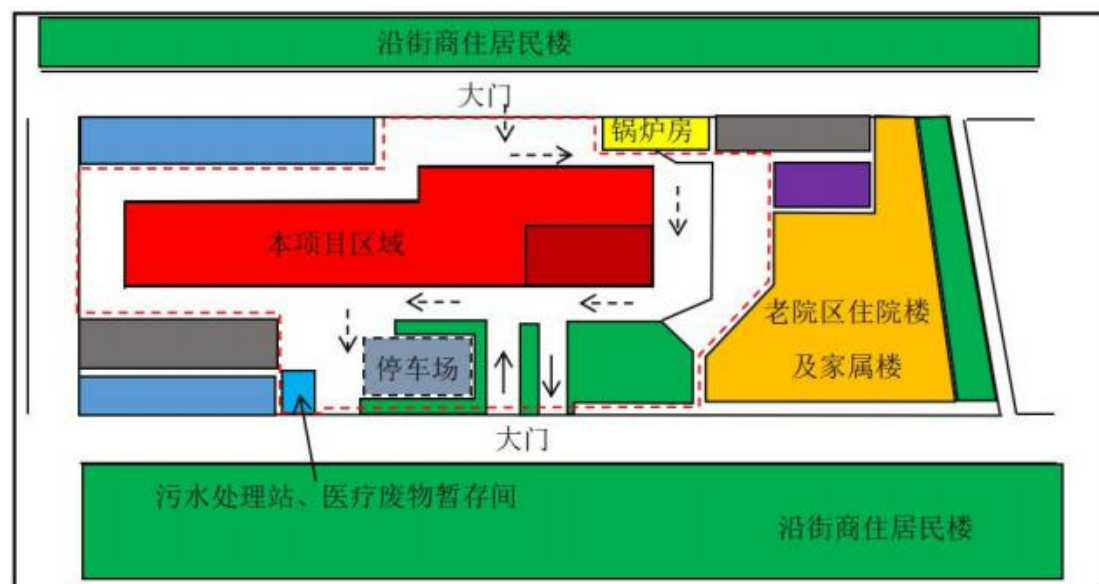 沿街商住居民楼
大门
锅炉房
本项目区域
老院区住院楼
及家属楼
停车场
大门
污水处理站、医疗废物暂存间
沿街商住居民楼